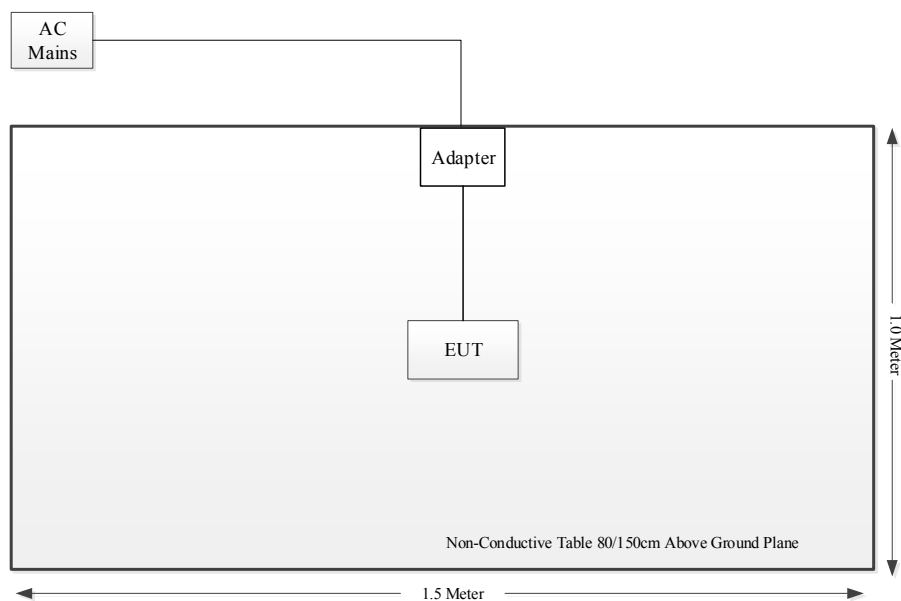 AC
Mains
Adapter
EUT
1.0 Meter
Non-Conductive Table 80/150cm Above Ground Plane
1.5 Meter